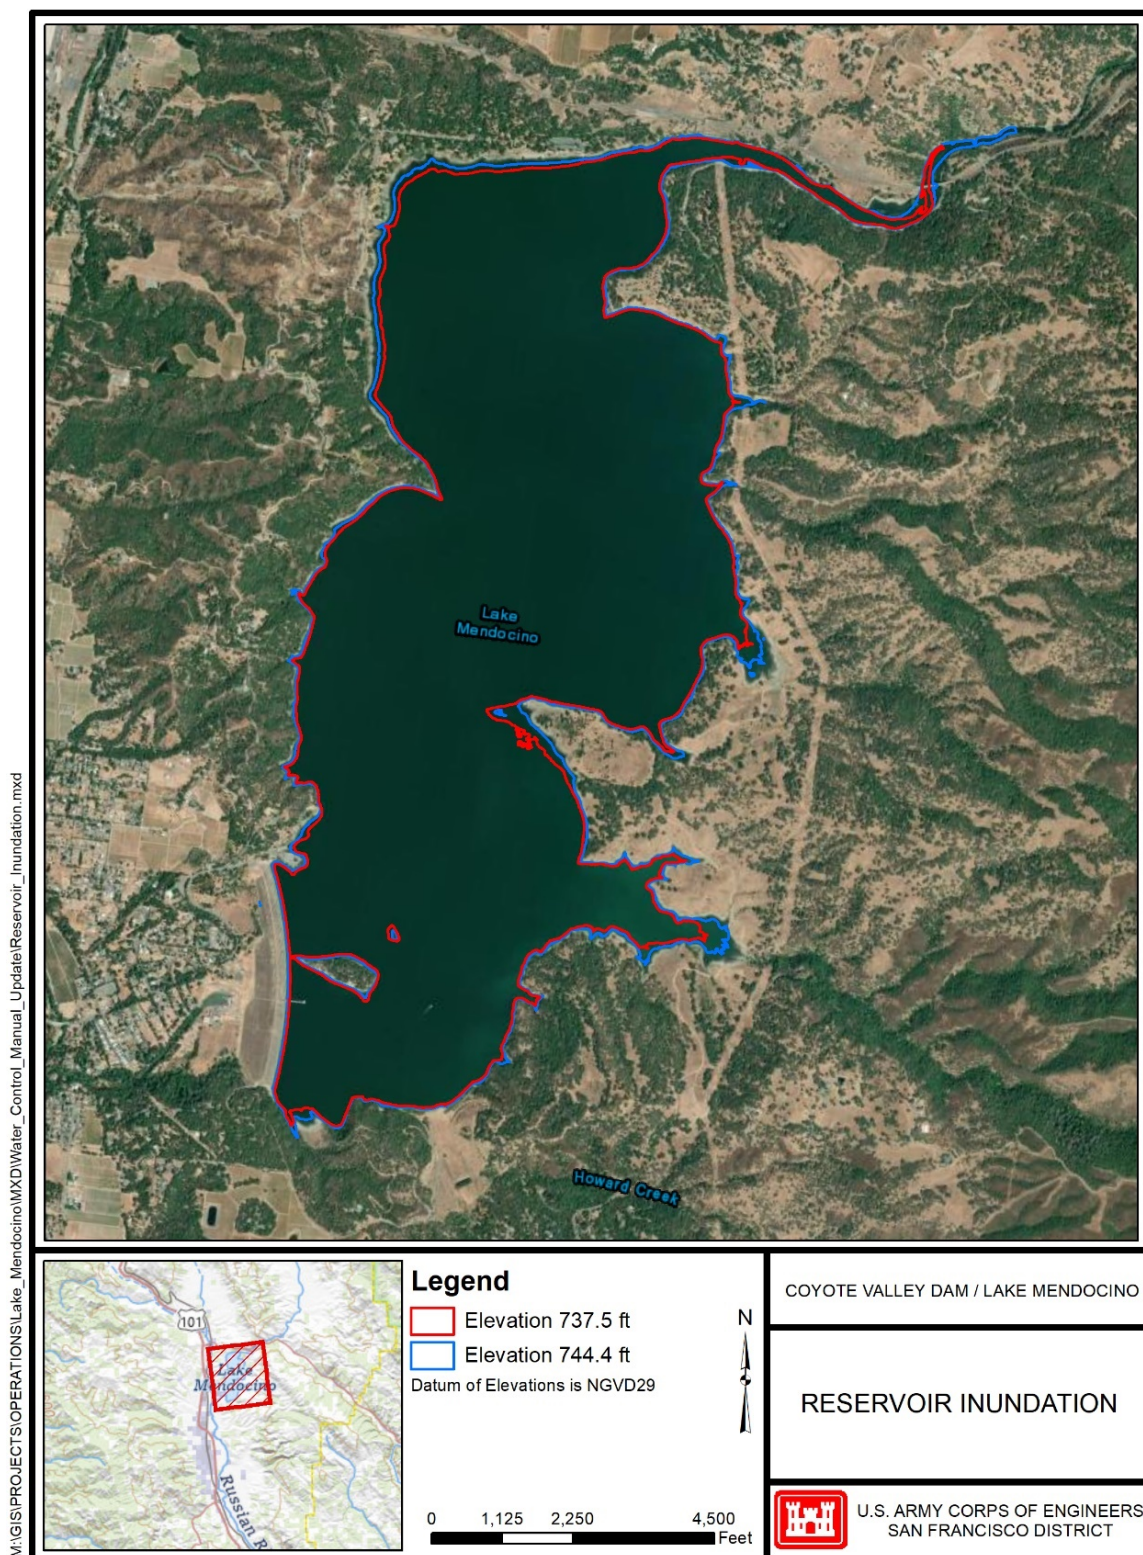 Lake
Mendocino
Howard Creek
M:\GIS\PROJECTS\OPERATIONS\Lake_Mendocino\MXD\Water_Control_Manual_Update\Reservoir_Inundation.mxd
101
Lake
Mendocino
Russian R
Legend
Elevation 737.5 ft
Elevation 744.4 ft
Datum of Elevations is NGVD29
N
0 1,125 2,250 4,500
Feet
COYOTE VALLEY DAM / LAKE MENDOCINO
RESERVOIR INUNDATION
U.S. ARMY CORPS OF ENGINEERS
SAN FRANCISCO DISTRICT